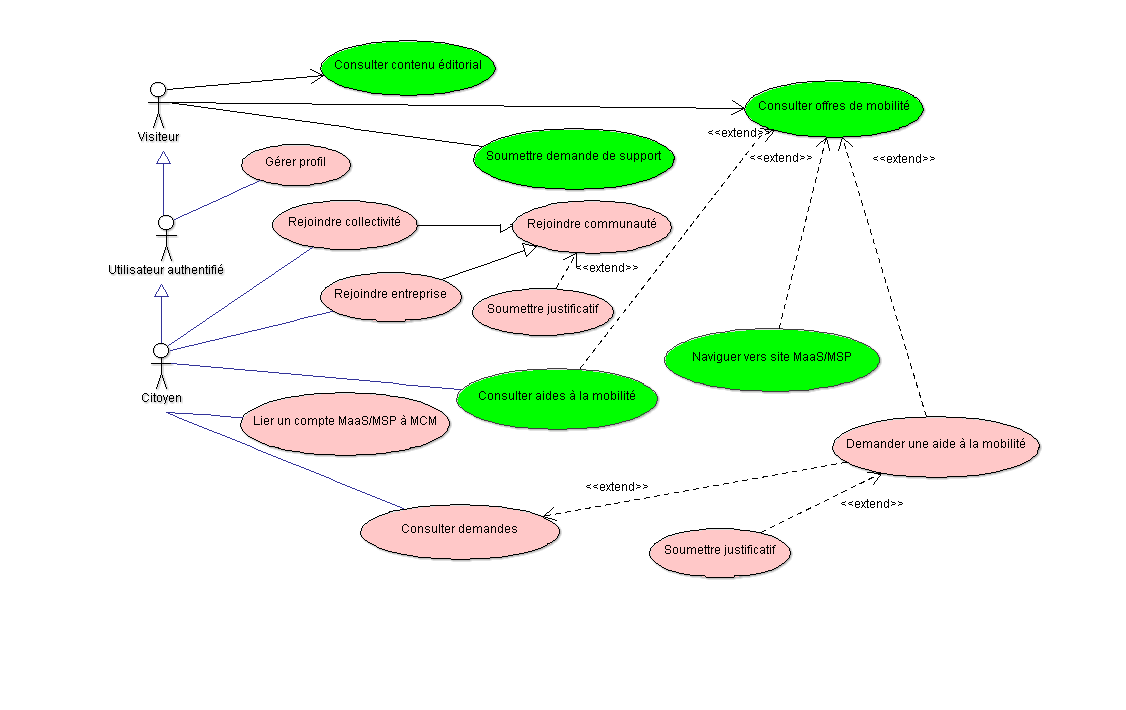 Consulter contenu éditorial
Consulter offres de mobilité
Visiteur
<<extend>>
Soumettre demande de support
<<extend>>
<<extend>>
Gérer profil
Rejoindre collectivité
Rejoindre communauté
Utilisateur authentifié
<<extend>>
Rejoindre entreprise
Soumettre justificatif
Naviguer vers site MaaS/MSP
Citoyen
Consulter aides à la mobilité
Lier un compte MaaS/MSP à MCM
Demander une aide à la mobilité
<<extend>>
<<extend>>
Consulter demandes
Soumettre justificatif